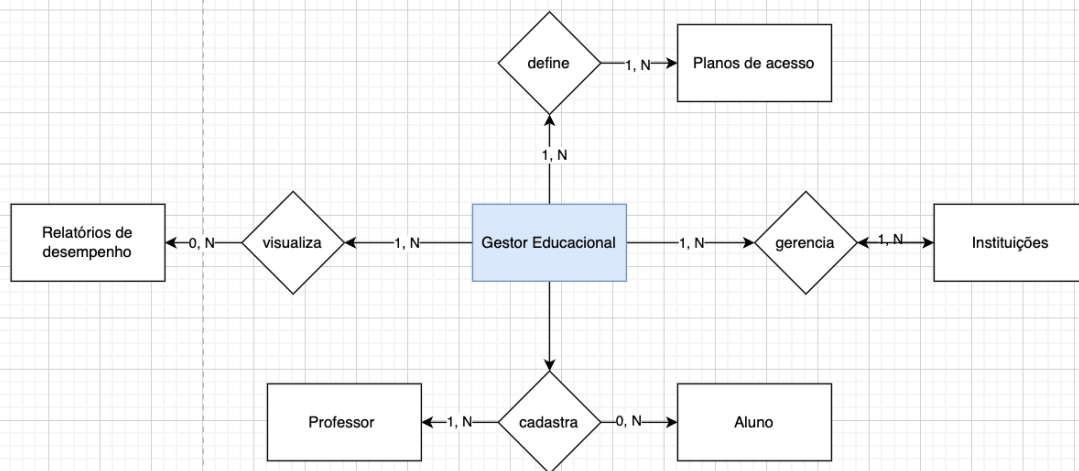 define
1, N
Planos de acesso
1, N
Relatórios de
desempenho
0, N
visualiza
1, N
Gestor Educacional
1, N
gerencia
1, N
Instituições
Professor
1, N
cadastra
0, N
Aluno